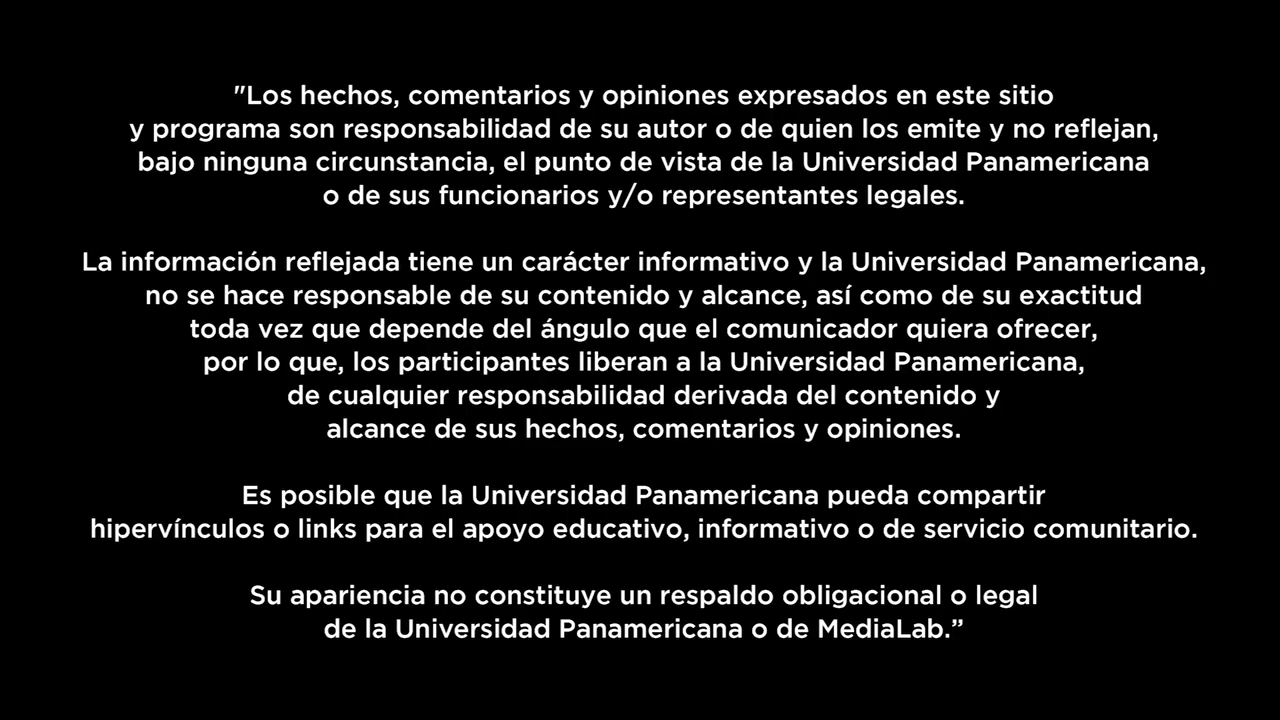 "Los hechos, comentarios y opiniones expresados en este sitio
y programa son responsabilidad de su autor o de quien los emite y no reflejan,
bajo ninguna circunstancia, el punto de vista de la Universidad Panamericana
o de sus funcionarios y/o representantes legales.
La información reflejada tiene un carácter informativo y la Universidad Panamericana,
no se hace responsable de su contenido y alcance, así como de su exactitud
toda vez que depende del ángulo que el comunicador quiera ofrecer,
por lo que, los participantes liberan a la Universidad Panamericana,
de cualquier responsabilidad derivada del contenido y
alcance de sus hechos, comentarios y opiniones.
Es posible que la Universidad Panamericana pueda compartir
hipervínculos o links para el apoyo educativo, informativo o de servicio comunitario.
Su apariencia no constituye un respaldo obligacional o legal
de la Universidad Panamericana o de MediaLab.”